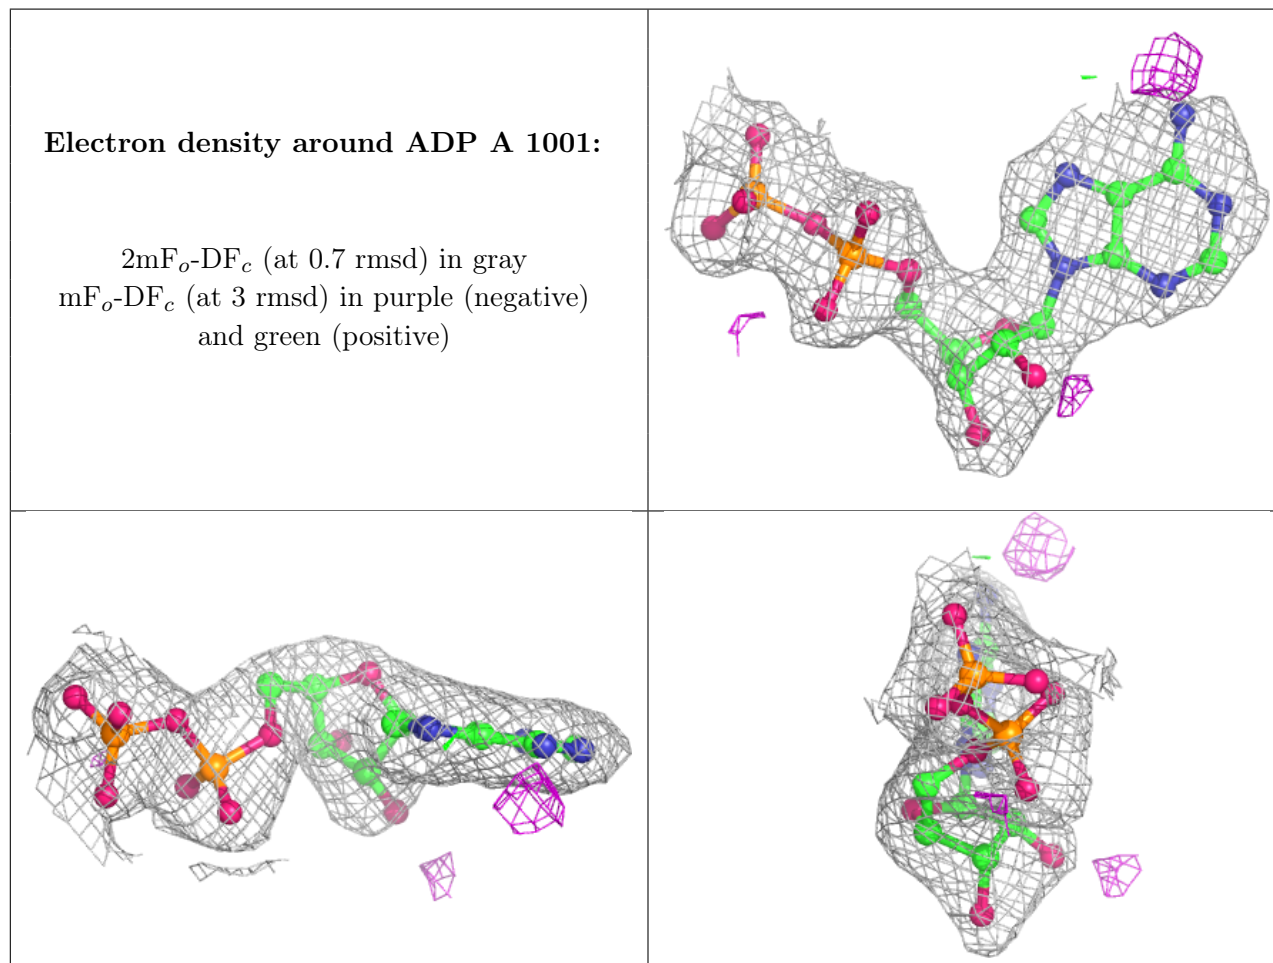 Electron density around ADP A 1001:
2mFo-DFc (at 0.7 rmsd) in gray
mFo-DFc (at 3 rmsd) in purple (negative)
and green (positive)